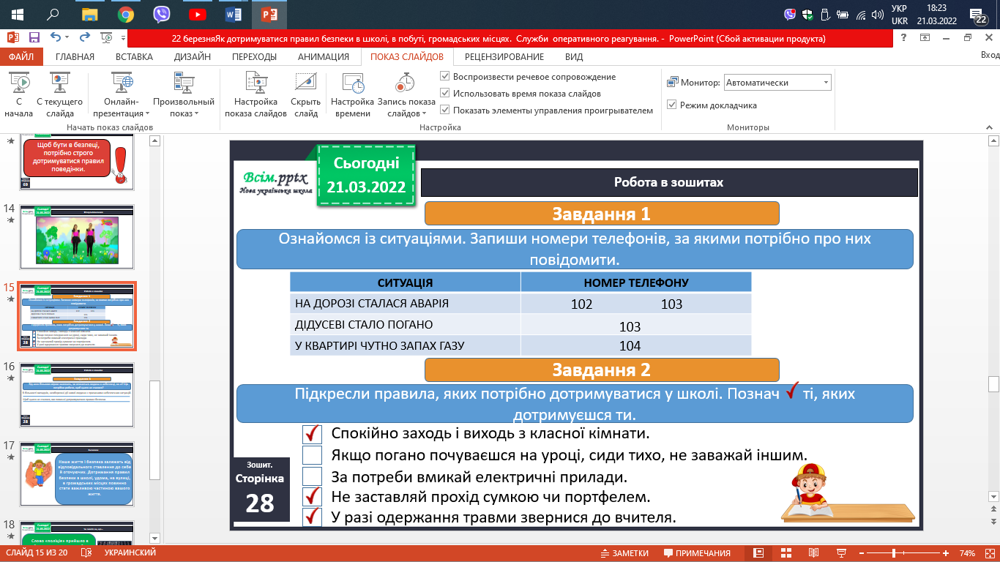 УКР
18:23
UKR
21.03.2022
22
22 березняЯк дотримуватися правил безпеки в школі, в побуті, громадських місцях. Служби оперативного реагування. - PowerPoint (Сбой активации продукта)
ФАЙЛ ГЛАВНАЯ ВСТАВКА ДИЗАЙН ПЕРЕХОДЫ АНИМАЦИЯ ПОКАЗ СЛАЙДОВ РЕЦЕНЗИРОВАНИЕ ВИД Вход
С начала
С текущего слайда
Онлайн-презентация
Произвольный показ
Начать показ слайдов
Настройка показа слайдов
Скрыть слайд
Настройка времени
Запись показа слайдов
Воспроизвести речевое сопровождение
Использовать время показа слайдов
Показать элементы управления проигрывателем
Настройка
Монитор: Автоматически
Режим докладчика
Мониторы
Щоб бути в безпеці,
потрібно строго
дотримуватися правил
поведінки.
14
15
16
17
Наше життя і безпека залежать від
відповідального ставлення до себе
й оточуючих. Дотримання правил
безпеки в школі, удома, на вулиці,
в громадських місцях повинно
стати важливою частиною вашого
життя.
18
Слово «поліція» прийшло в
Сьогодні
21.03.2022
Всім.pptx
Нова українська школа
Робота в зошитах
Завдання 1
Ознайомся із ситуаціями. Запиши номери телефонів, за якими потрібно про них
повідомити.
СИТУАЦІЯ НОМЕР ТЕЛЕФОНУ
НА ДОРОЗІ СТАЛАСЯ АВАРІЯ 102 103
ДІДУСЕВІ СТАЛО ПОГАНО 103
У КВАРТИРІ ЧУТНО ЗАПАХ ГАЗУ 104
Завдання 2
Підкресли правила, яких потрібно дотримуватися у школі. Познач ✓ ті, яких
дотримуєшся ти.
Спокійно заходь і виходь з класної кімнати.
Якщо погано почуваєшся на уроці, сиди тихо, не заважай іншим.
За потреби вмикай електричні прилади.
Не заставляй прохід сумкою чи портфелем.
У разі одержання травми звернися до вчителя.
Зошит.
Сторінка
28
СЛАЙД 15 ИЗ 20 УКРАИНСКИЙ ЗАМЕТКИ ПРИМЕЧАНИЯ 74%